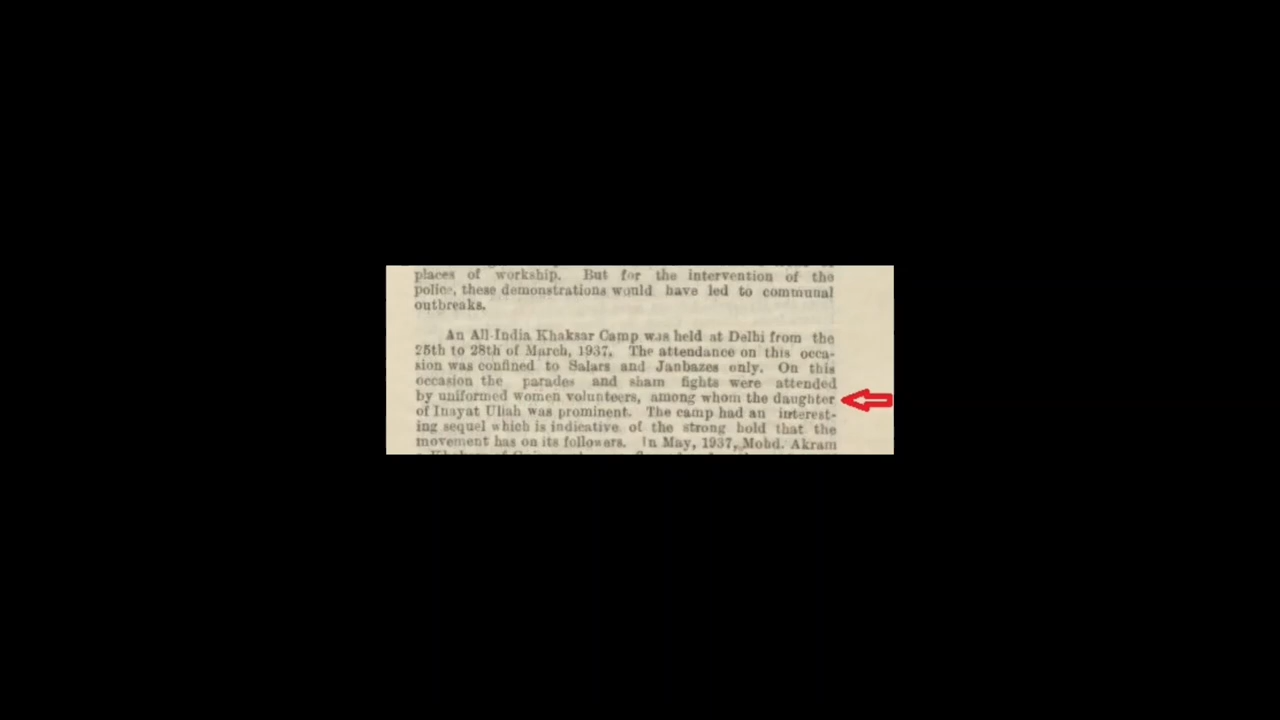 places of workship. But for the intervention of the
police, these demonstrations would have led to communal
outbreaks.
An All-India Khaksar Camp was held at Delhi from the
25th to 28th of March, 1937. The attendance on this occa-
sion was confined to Salars and Janbazes only. On this
occasion the parades and sham fights were attended
by uniformed women volunteers, among whom the daughter
of Inayat Ullah was prominent. The camp had an interest-
ing sequel which is indicative of the strong hold that the
movement has on its followers. In May, 1937, Mohd. Akram